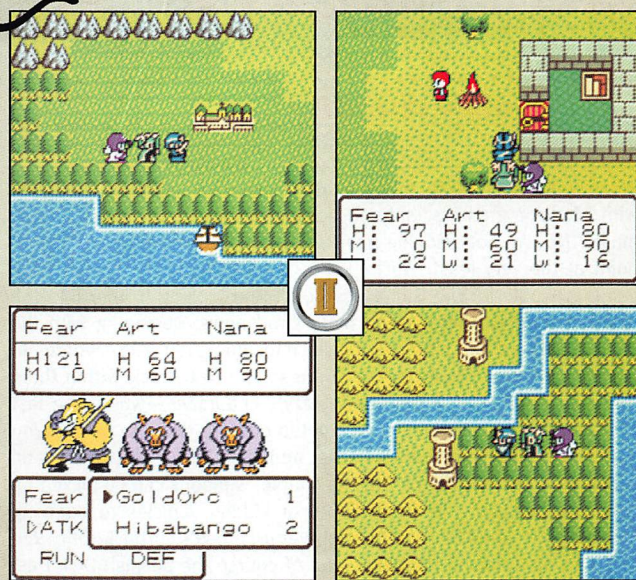 Fear Art Nana
H: 97 H: 49 H: 80
M: 0 M: 60 M: 90
Lv: 22 Lv: 21 Lv: 16
II
Fear Art Nana
H121 H 64 H 80
M 0 M 60 M 90
Fear
▶GoldOrc 1
▷ATK
Hibabango 2
RUN DEF